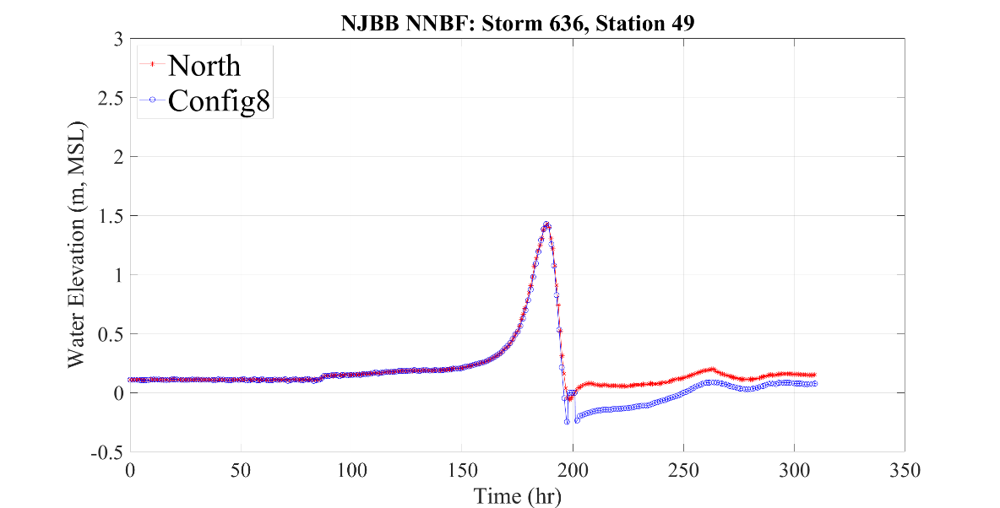 NJBB NNBF: Storm 636, Station 49
North
Config8
Water Elevation (m, MSL)
3
2.5
2
1.5
1
0.5
0
-0.5
0 50 100 150 200 250 300 350
Time (hr)